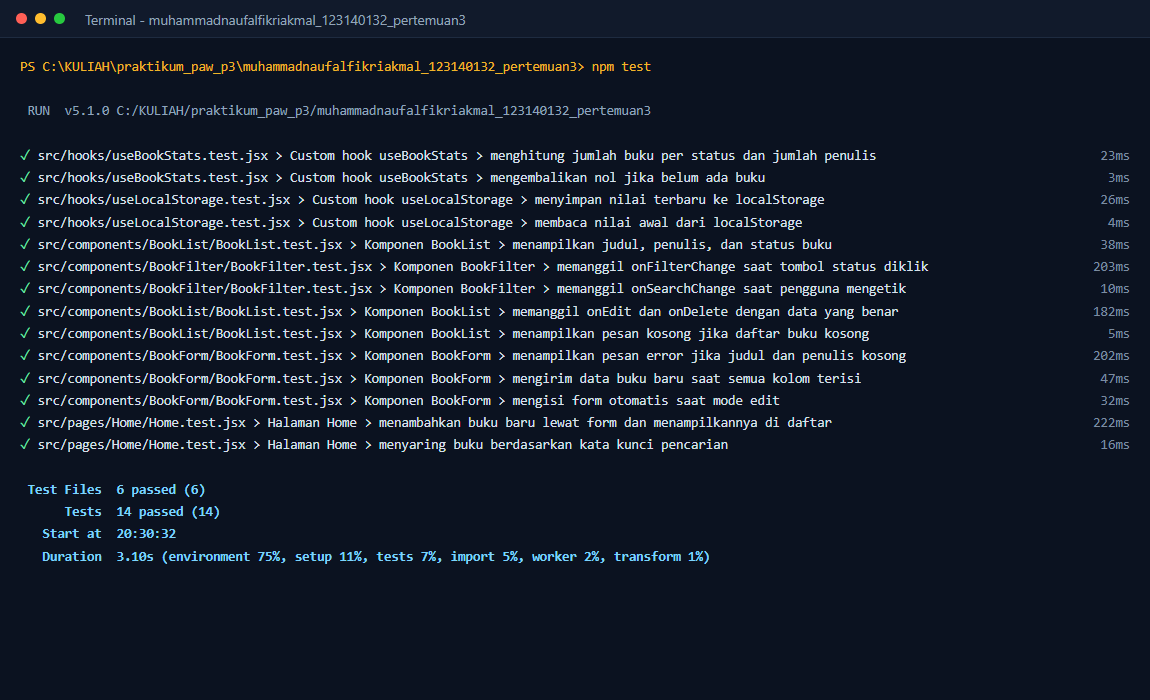 Terminal - muhammadnaufalfikriakmal_123140132_pertemuan3
PS C:\KULIAH\praktikum_paw_p3\muhammadnaufalfikriakmal_123140132_pertemuan3> npm test
RUN v5.1.0 C:/KULIAH/praktikum_paw_p3/muhammadnaufalfikriakmal_123140132_pertemuan3
✓ src/hooks/useBookStats.test.jsx > Custom hook useBookStats > menghitung jumlah buku per status dan jumlah penulis 23ms
✓ src/hooks/useBookStats.test.jsx > Custom hook useBookStats > mengembalikan nol jika belum ada buku 3ms
✓ src/hooks/useLocalStorage.test.jsx > Custom hook useLocalStorage > menyimpan nilai terbaru ke localStorage 26ms
✓ src/hooks/useLocalStorage.test.jsx > Custom hook useLocalStorage > membaca nilai awal dari localStorage 4ms
✓ src/components/BookList/BookList.test.jsx > Komponen BookList > menampilkan judul, penulis, dan status buku 38ms
✓ src/components/BookFilter/BookFilter.test.jsx > Komponen BookFilter > memanggil onFilterChange saat tombol status diklik 203ms
✓ src/components/BookFilter/BookFilter.test.jsx > Komponen BookFilter > memanggil onSearchChange saat pengguna mengetik 10ms
✓ src/components/BookList/BookList.test.jsx > Komponen BookList > memanggil onEdit dan onDelete dengan data yang benar 182ms
✓ src/components/BookList/BookList.test.jsx > Komponen BookList > menampilkan pesan kosong jika daftar buku kosong 5ms
✓ src/components/BookForm/BookForm.test.jsx > Komponen BookForm > menampilkan pesan error jika judul dan penulis kosong 202ms
✓ src/components/BookForm/BookForm.test.jsx > Komponen BookForm > mengirim data buku baru saat semua kolom terisi 47ms
✓ src/components/BookForm/BookForm.test.jsx > Komponen BookForm > mengisi form otomatis saat mode edit 32ms
✓ src/pages/Home/Home.test.jsx > Halaman Home > menambahkan buku baru lewat form dan menampilkannya di daftar 222ms
✓ src/pages/Home/Home.test.jsx > Halaman Home > menyaring buku berdasarkan kata kunci pencarian 16ms
Test Files 6 passed (6)
Tests 14 passed (14)
Start at 20:30:32
Duration 3.10s (environment 75%, setup 11%, tests 7%, import 5%, worker 2%, transform 1%)